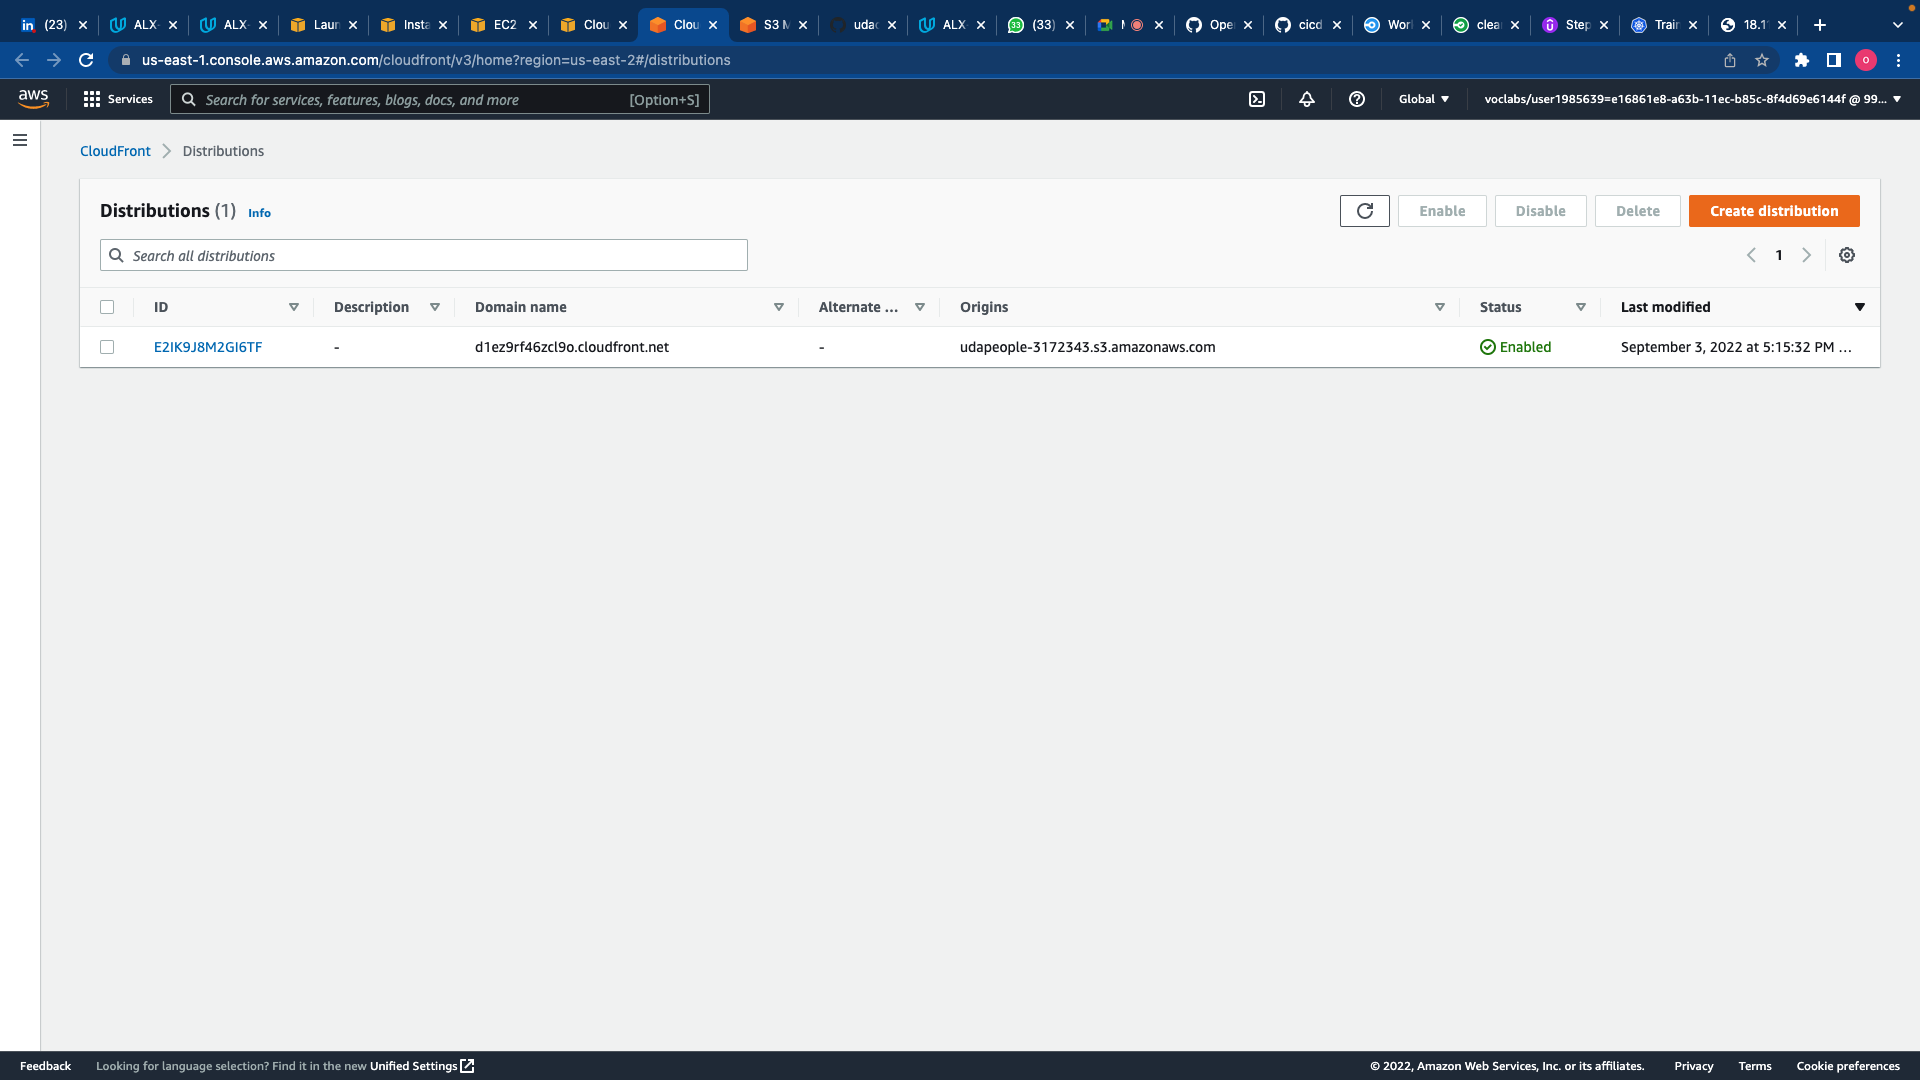 (23) ALX- ALX- Laun Insta EC2 Clou Clou S3 M udac ALX- (33) M Ope cicd Worl clea Step Train 18.1
us-east-1.console.aws.amazon.com/cloudfront/v3/home?region=us-east-2#/distributions
aws Services Search for services, features, blogs, docs, and more [Option+S] Global voclabs/user1985639=e16861e8-a63b-11ec-b85c-8f4d69e6144f @ 99...
CloudFront Distributions
Distributions (1) Info Enable Disable Delete Create distribution
Search all distributions 1
ID Description Domain name Alternate ... Origins Status Last modified
E2IK9J8M2GI6TF - d1ez9rf46zcl9o.cloudfront.net - udapeople-3172343.s3.amazonaws.com Enabled September 3, 2022 at 5:15:32 PM ...
Feedback Looking for language selection? Find it in the new Unified Settings © 2022, Amazon Web Services, Inc. or its affiliates. Privacy Terms Cookie preferences